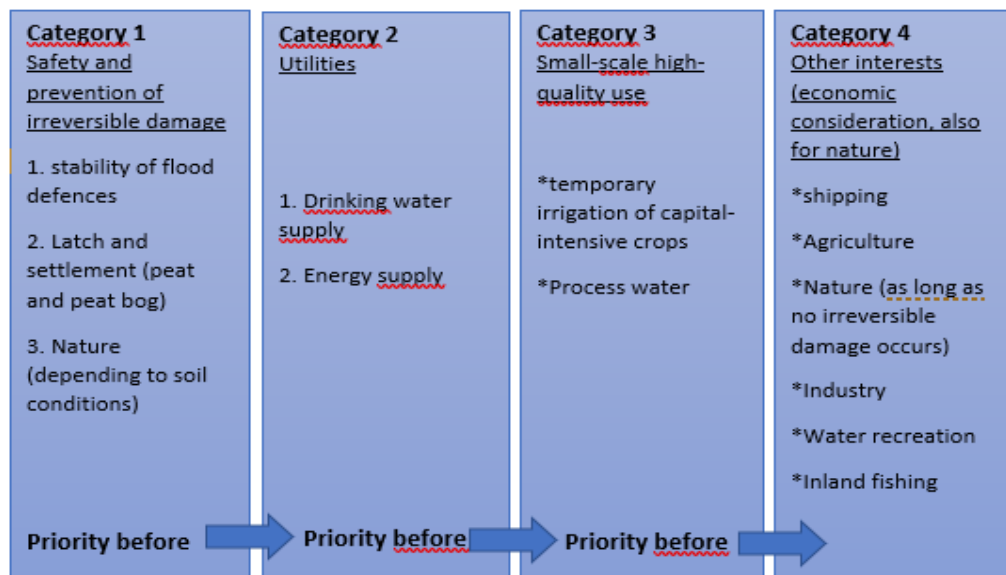 Category 1
Safety and
prevention of
irreversible damage
1. stability of flood
defences
2. Latch and
settlement (peat
and peat bog)
3. Nature
(depending to soil
conditions)
Priority before
Category 2
Utilities
1. Drinking water
supply
2. Energy supply
Priority before
Category 3
Small-scale high-
quality use
*temporary
irrigation of capital-
intensive crops
*Process water
Priority before
Category 4
Other interests
(economic
consideration, also
for nature)
*shipping
*Agriculture
*Nature (as long as
no irreversible
damage occurs)
*Industry
*Water recreation
*Inland fishing